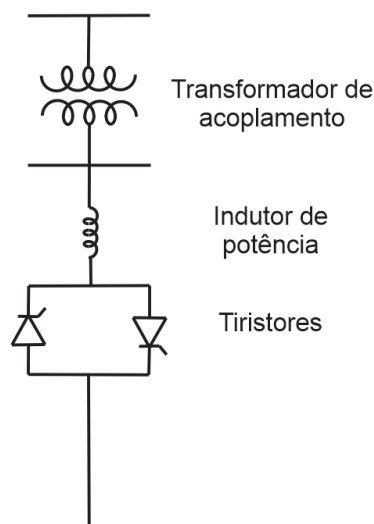 Transformador de
acoplamento
Indutor de
potência
Tiristores